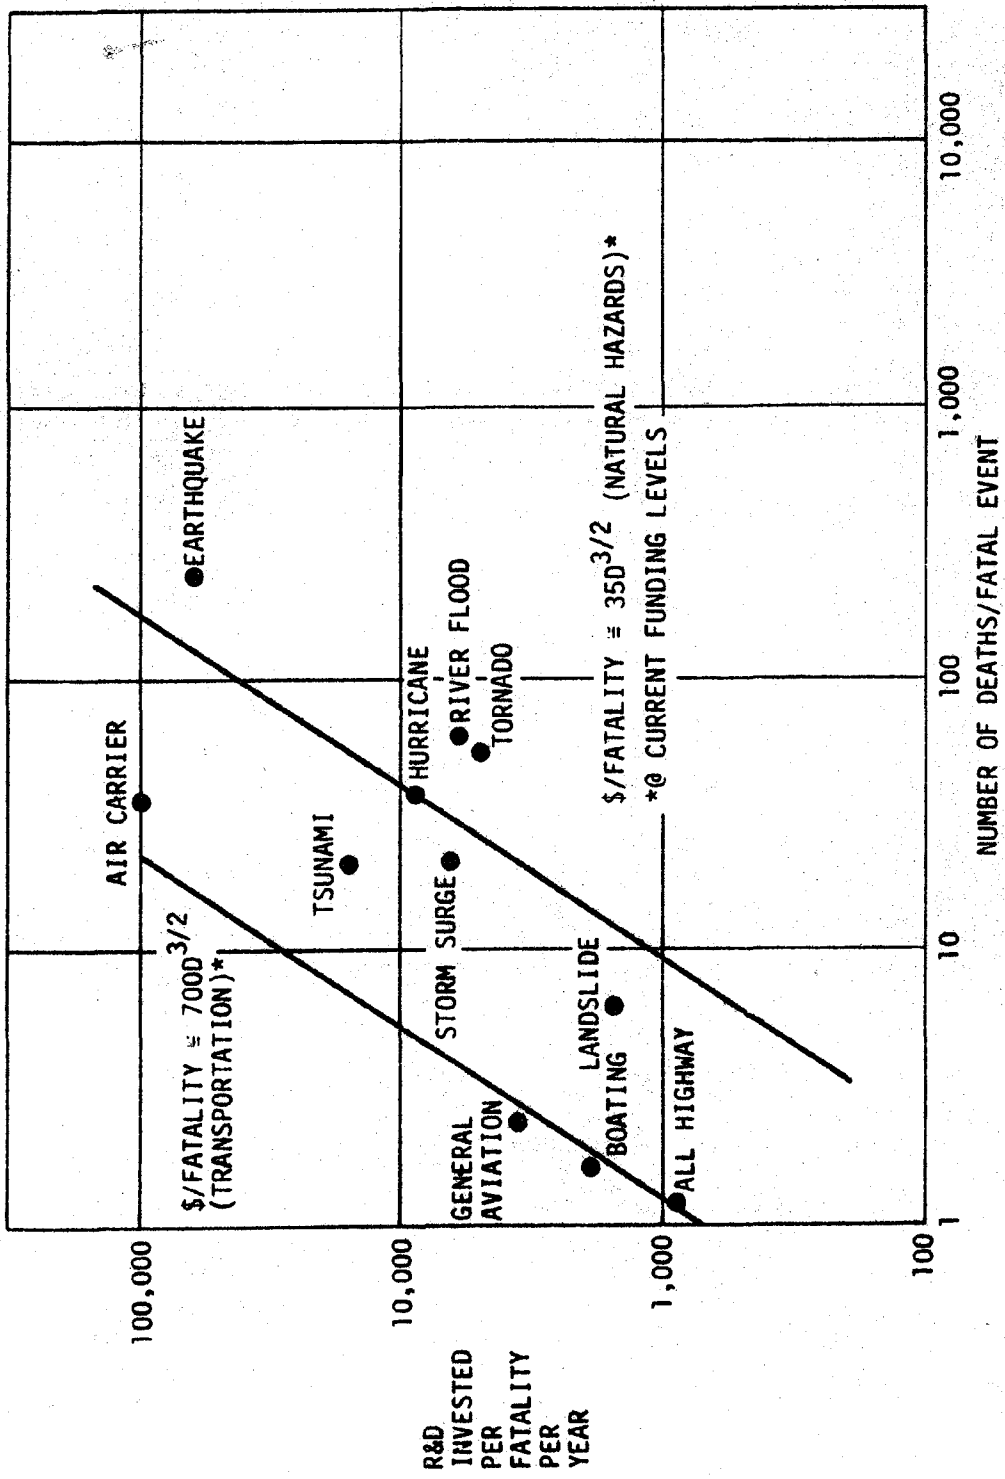 100,000
10,000
1,000
100
R&D
INVESTED
PER
FATALITY
PER
YEAR
$/FATALITY ≅ 700D3/2
(TRANSPORTATION)*
AIR CARRIER
EARTHQUAKE
TSUNAMI
HURRICANE
RIVER FLOOD
TORNADO
STORM SURGE
GENERAL
AVIATION
LANDSLIDE
BOATING
ALL HIGHWAY
$/FATALITY ≅ 35D3/2 (NATURAL HAZARDS)*
*@ CURRENT FUNDING LEVELS
1
10
100
1,000
10,000
NUMBER OF DEATHS/FATAL EVENT